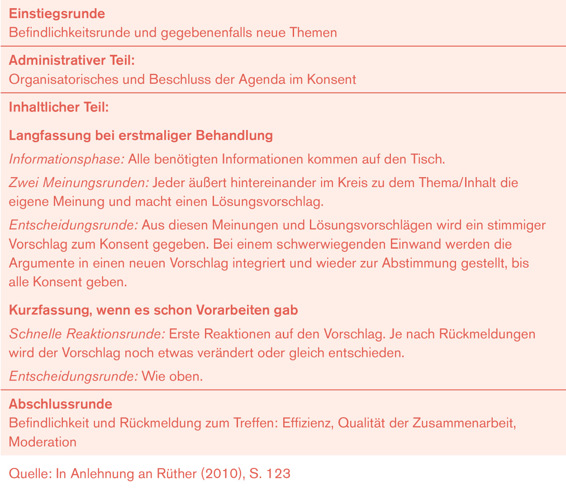 Einstiegsrunde
Befindlichkeitsrunde und gegebenenfalls neue Themen
Administrativer Teil:
Organisatorisches und Beschluss der Agenda im Konsent
Inhaltlicher Teil:
Langfassung bei erstmaliger Behandlung
Informationsphase: Alle benötigten Informationen kommen auf den Tisch.
Zwei Meinungsrunden: Jeder äußert hintereinander im Kreis zu dem Thema/Inhalt die
eigene Meinung und macht einen Lösungsvorschlag.
Entscheidungsrunde: Aus diesen Meinungen und Lösungsvorschlägen wird ein stimmiger
Vorschlag zum Konsent gegeben. Bei einem schwerwiegenden Einwand werden die
Argumente in einen neuen Vorschlag integriert und wieder zur Abstimmung gestellt, bis
alle Konsent geben.
Kurzfassung, wenn es schon Vorarbeiten gab
Schnelle Reaktionsrunde: Erste Reaktionen auf den Vorschlag. Je nach Rückmeldungen
wird der Vorschlag noch etwas verändert oder gleich entschieden.
Entscheidungsrunde: Wie oben.
Abschlussrunde
Befindlichkeit und Rückmeldung zum Treffen: Effizienz, Qualität der Zusammenarbeit,
Moderation
Quelle: In Anlehnung an Rüther (2010), S. 123